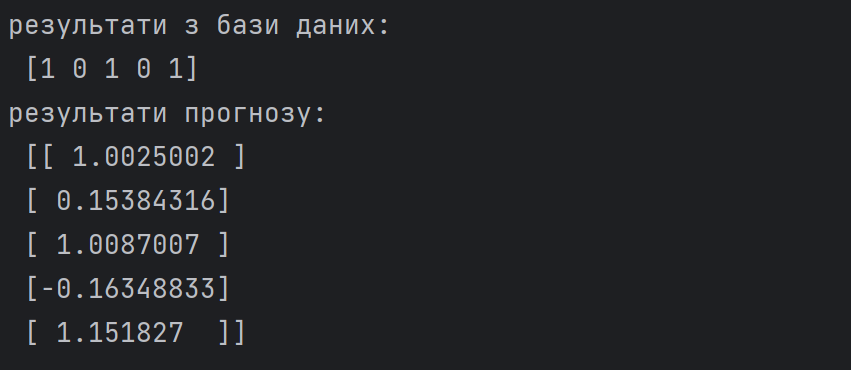 результати з бази даних:
[1 0 1 0 1]
результати прогнозу:
[[ 1.0025002 ]
[ 0.15384316]
[ 1.0087007 ]
[-0.16348833]
[ 1.151827  ]]